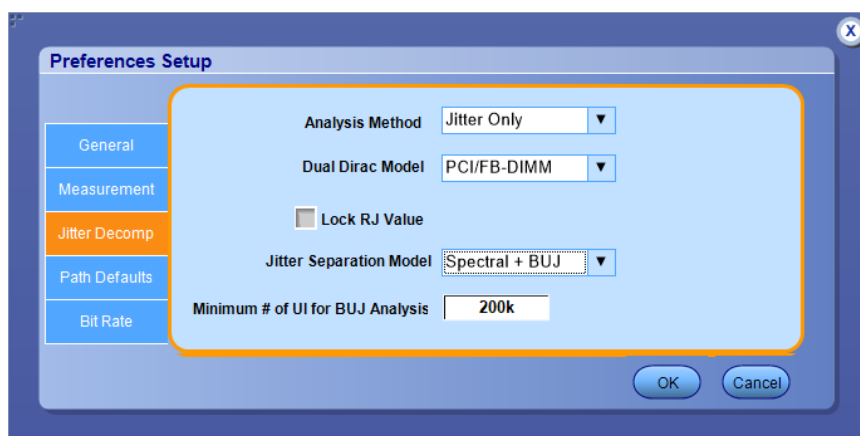 X
Preferences Setup
General
Measurement
Jitter Decomp
Path Defaults
Bit Rate
Analysis Method Jitter Only
Dual Dirac Model PCI/FB-DIMM
Lock RJ Value
Jitter Separation Model Spectral + BUJ
Minimum # of UI for BUJ Analysis 200k
OK Cancel